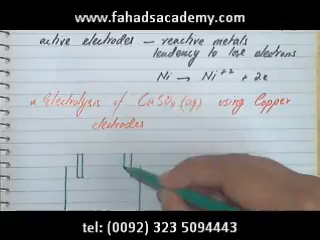 www.fahadsacademy.com
active electrodes – reactive metals
tendency to lose electrons
Ni → Ni+2 + 2e
* Electrolysis of CuSO4(aq) using Copper
electrodes
tel: (0092) 323 5094443